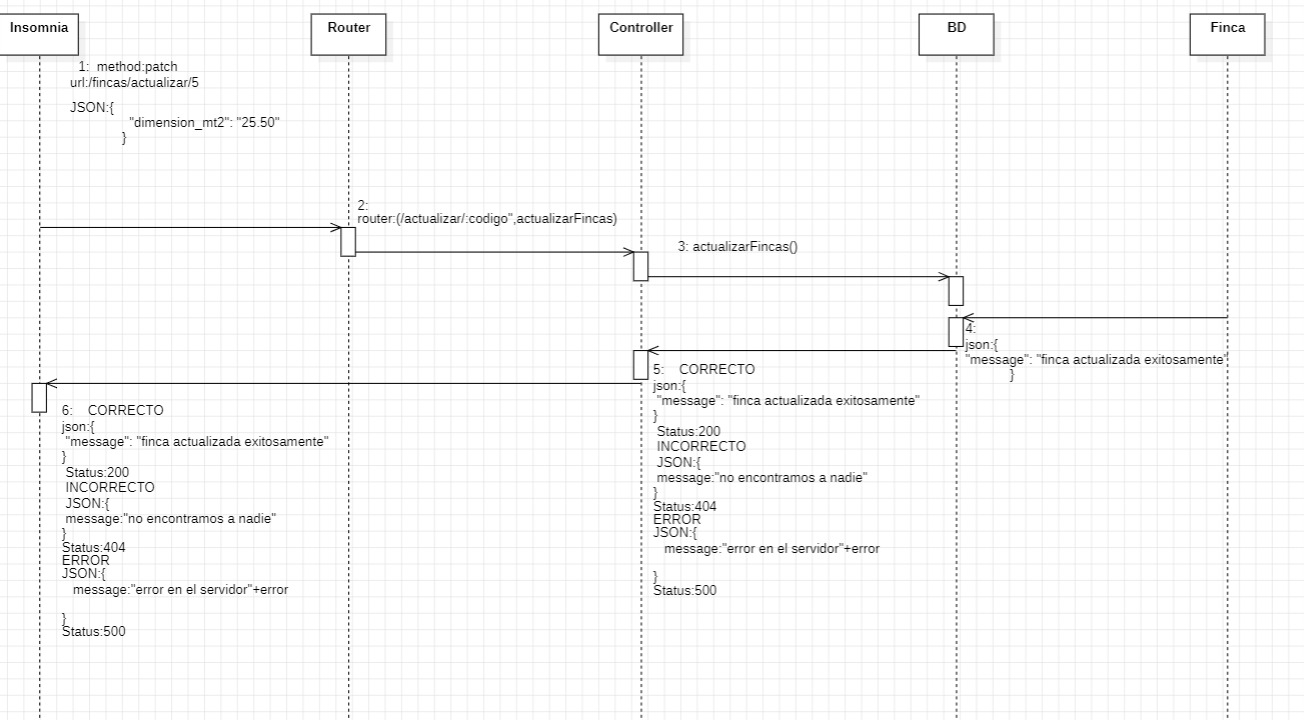 Insomnia
Router
Controller
BD
Finca
1:  method:patch
url:/fincas/actualizar/5
JSON:{
"dimension_mt2": "25.50"
}
2:
router:(/actualizar/:codigo",actualizarFincas)
3: actualizarFincas()
4:
json:{
"message": "finca actualizada exitosamente"
}
5:    CORRECTO
json:{
"message": "finca actualizada exitosamente"
}
Status:200
INCORRECTO
JSON:{
message:"no encontramos a nadie"
}
Status:404
ERROR
JSON:{
message:"error en el servidor"+error
}
Status:500
6:    CORRECTO
json:{
"message": "finca actualizada exitosamente"
}
Status:200
INCORRECTO
JSON:{
message:"no encontramos a nadie"
}
Status:404
ERROR
JSON:{
message:"error en el servidor"+error
}
Status:500